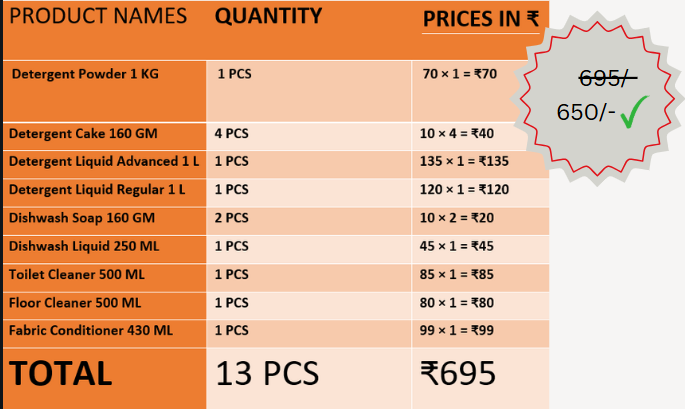 PRODUCT NAMES QUANTITY PRICES IN ₹
Detergent Powder 1 KG 1 PCS 70 × 1 = ₹70
695/-
650/-
Detergent Cake 160 GM 4 PCS 10 × 4 = ₹40
Detergent Liquid Advanced 1 L 1 PCS 135 × 1 = ₹135
Detergent Liquid Regular 1 L 1 PCS 120 × 1 = ₹120
Dishwash Soap 160 GM 2 PCS 10 × 2 = ₹20
Dishwash Liquid 250 ML 1 PCS 45 × 1 = ₹45
Toilet Cleaner 500 ML 1 PCS 85 × 1 = ₹85
Floor Cleaner 500 ML 1 PCS 80 × 1 = ₹80
Fabric Conditioner 430 ML 1 PCS 99 × 1 = ₹99
TOTAL 13 PCS ₹695